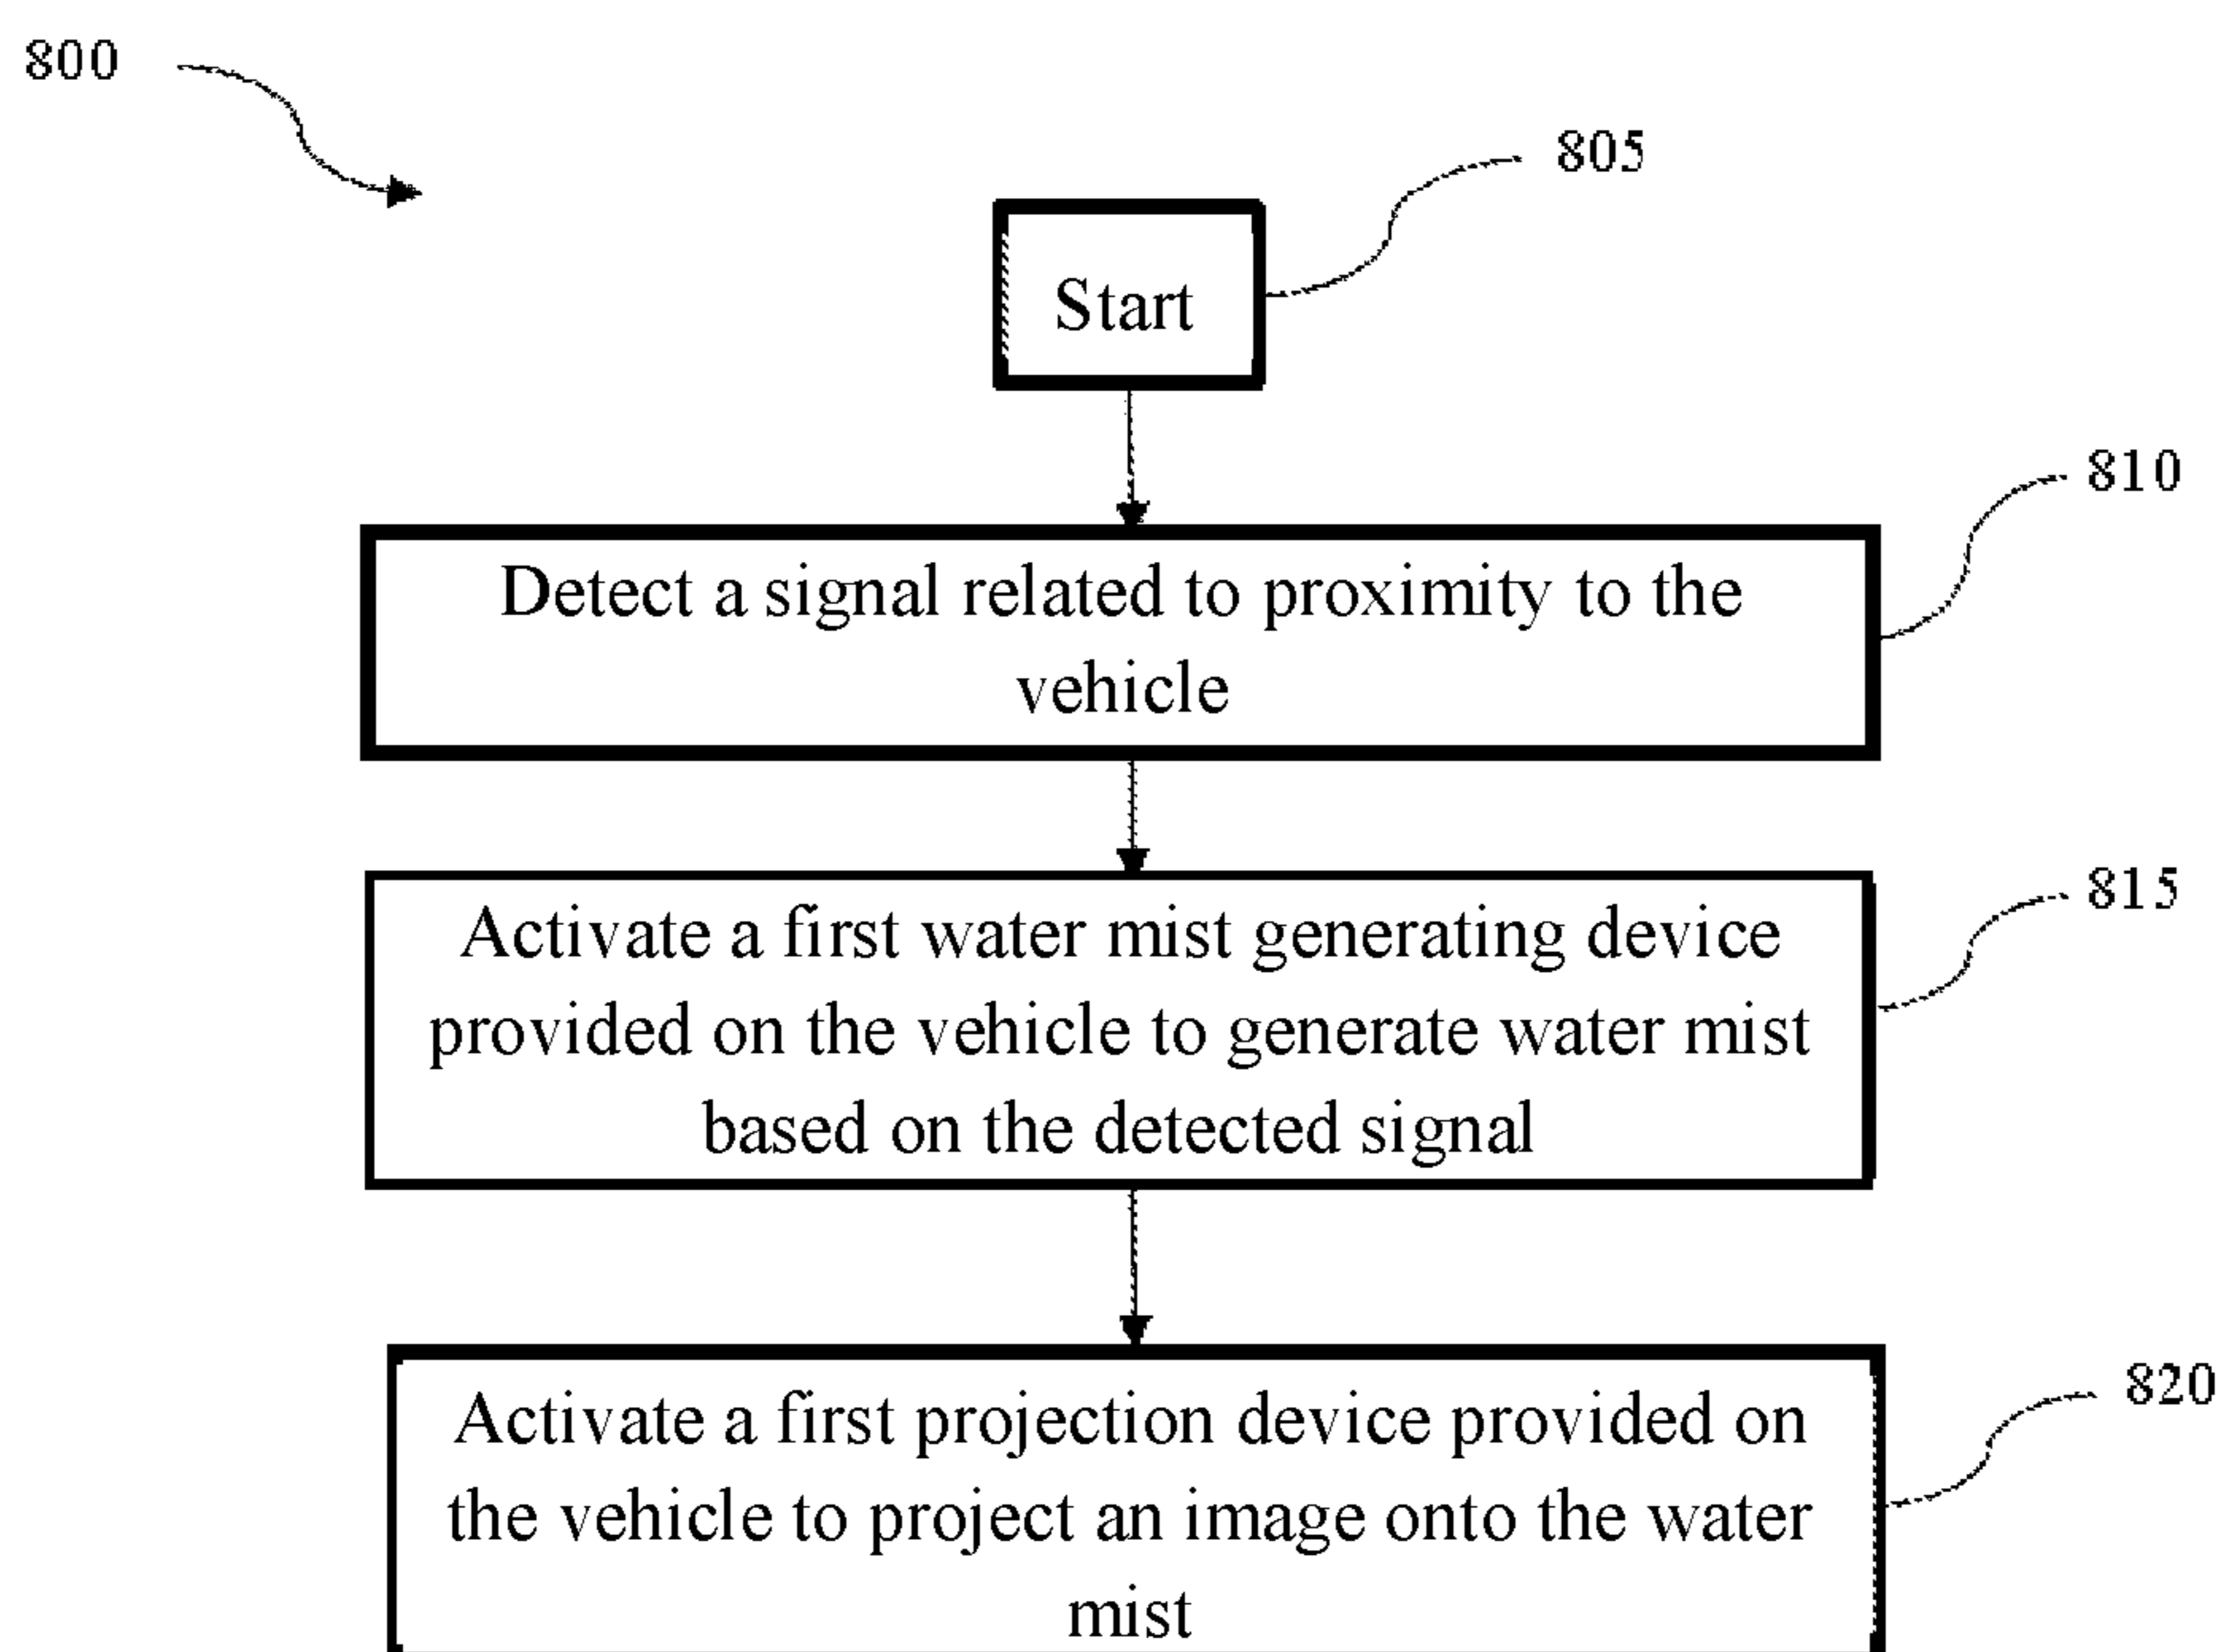 800
805
Start
810
Detect a signal related to proximity to the
vehicle
815
Activate a first water mist generating device
provided on the vehicle to generate water mist
based on the detected signal
820
Activate a first projection device provided on
the vehicle to project an image onto the water
mist